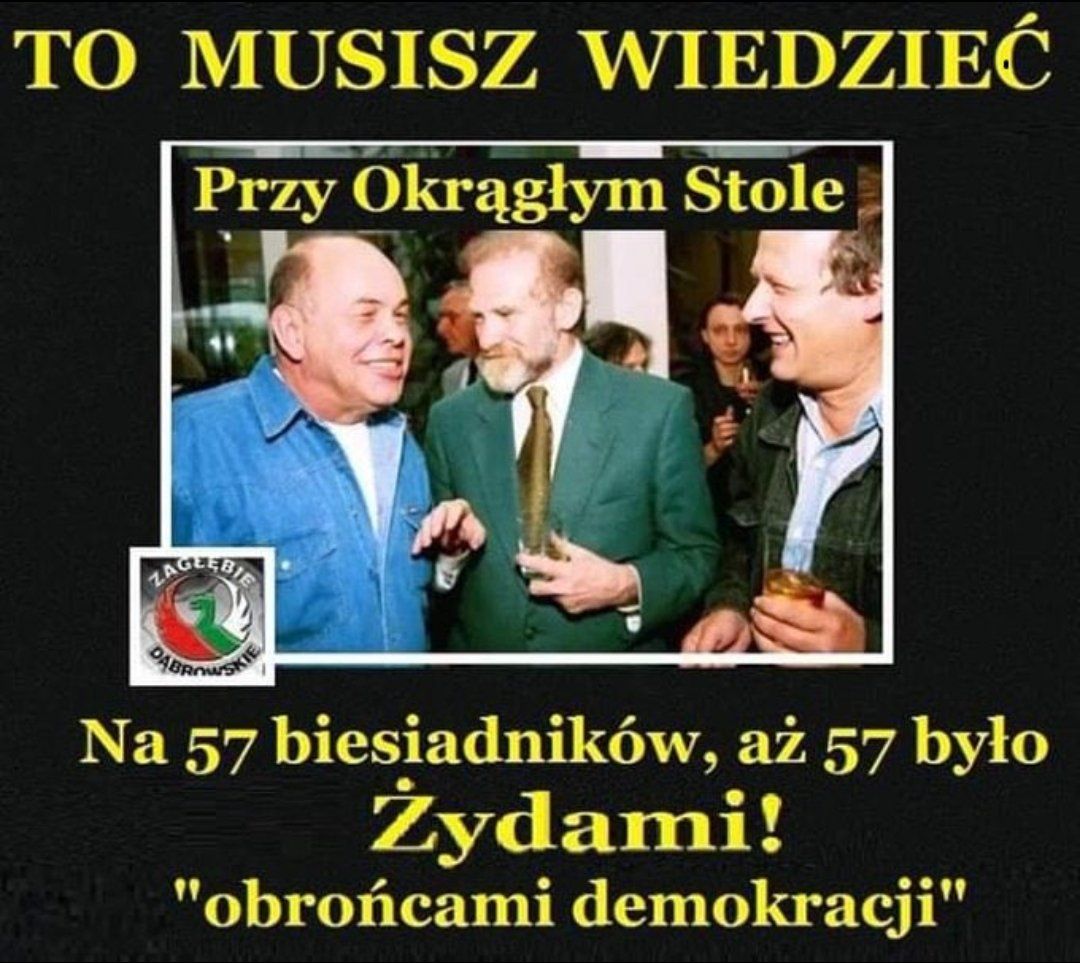 TO MUSISZ WIEDZIEĆ
Przy Okrągłym Stole
ZAGŁĘBIE
DĄBROWSKIE
Na 57 biesiadników, aż 57 było
Żydami!
"obrońcami demokracji"